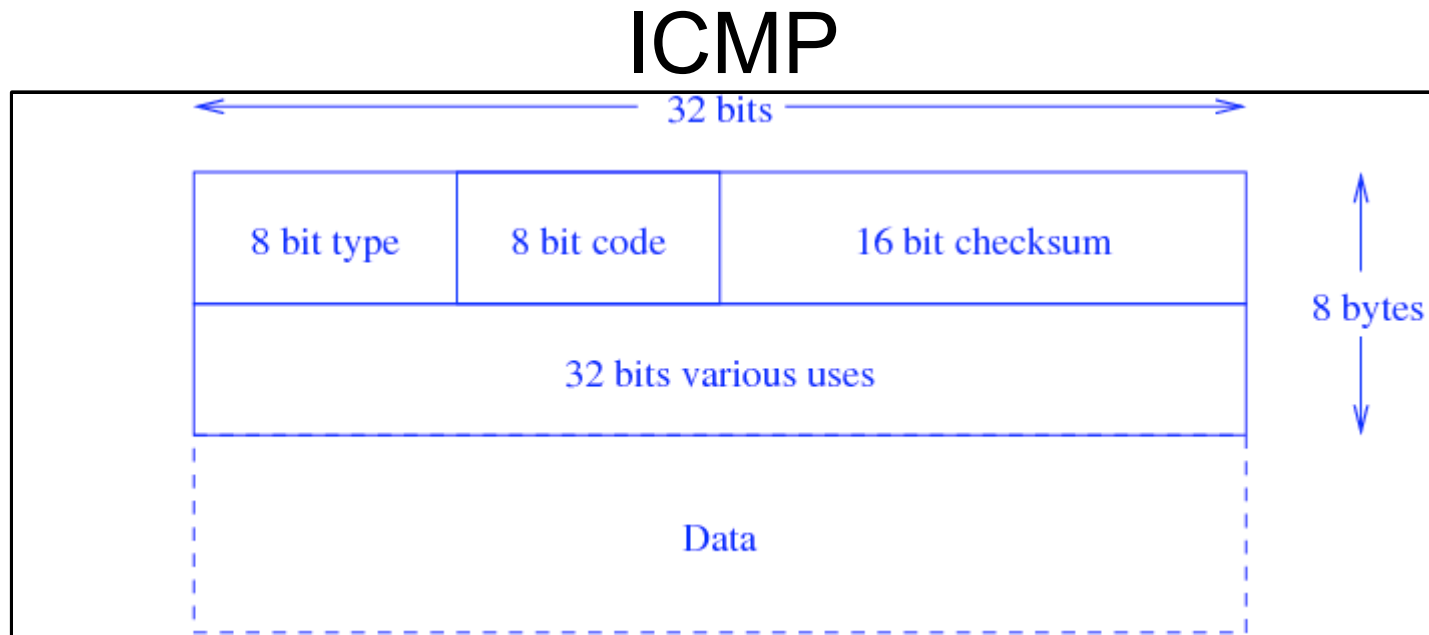 ICMP
32 bits
8 bit type 8 bit code 16 bit checksum
8 bytes
32 bits various uses
Data